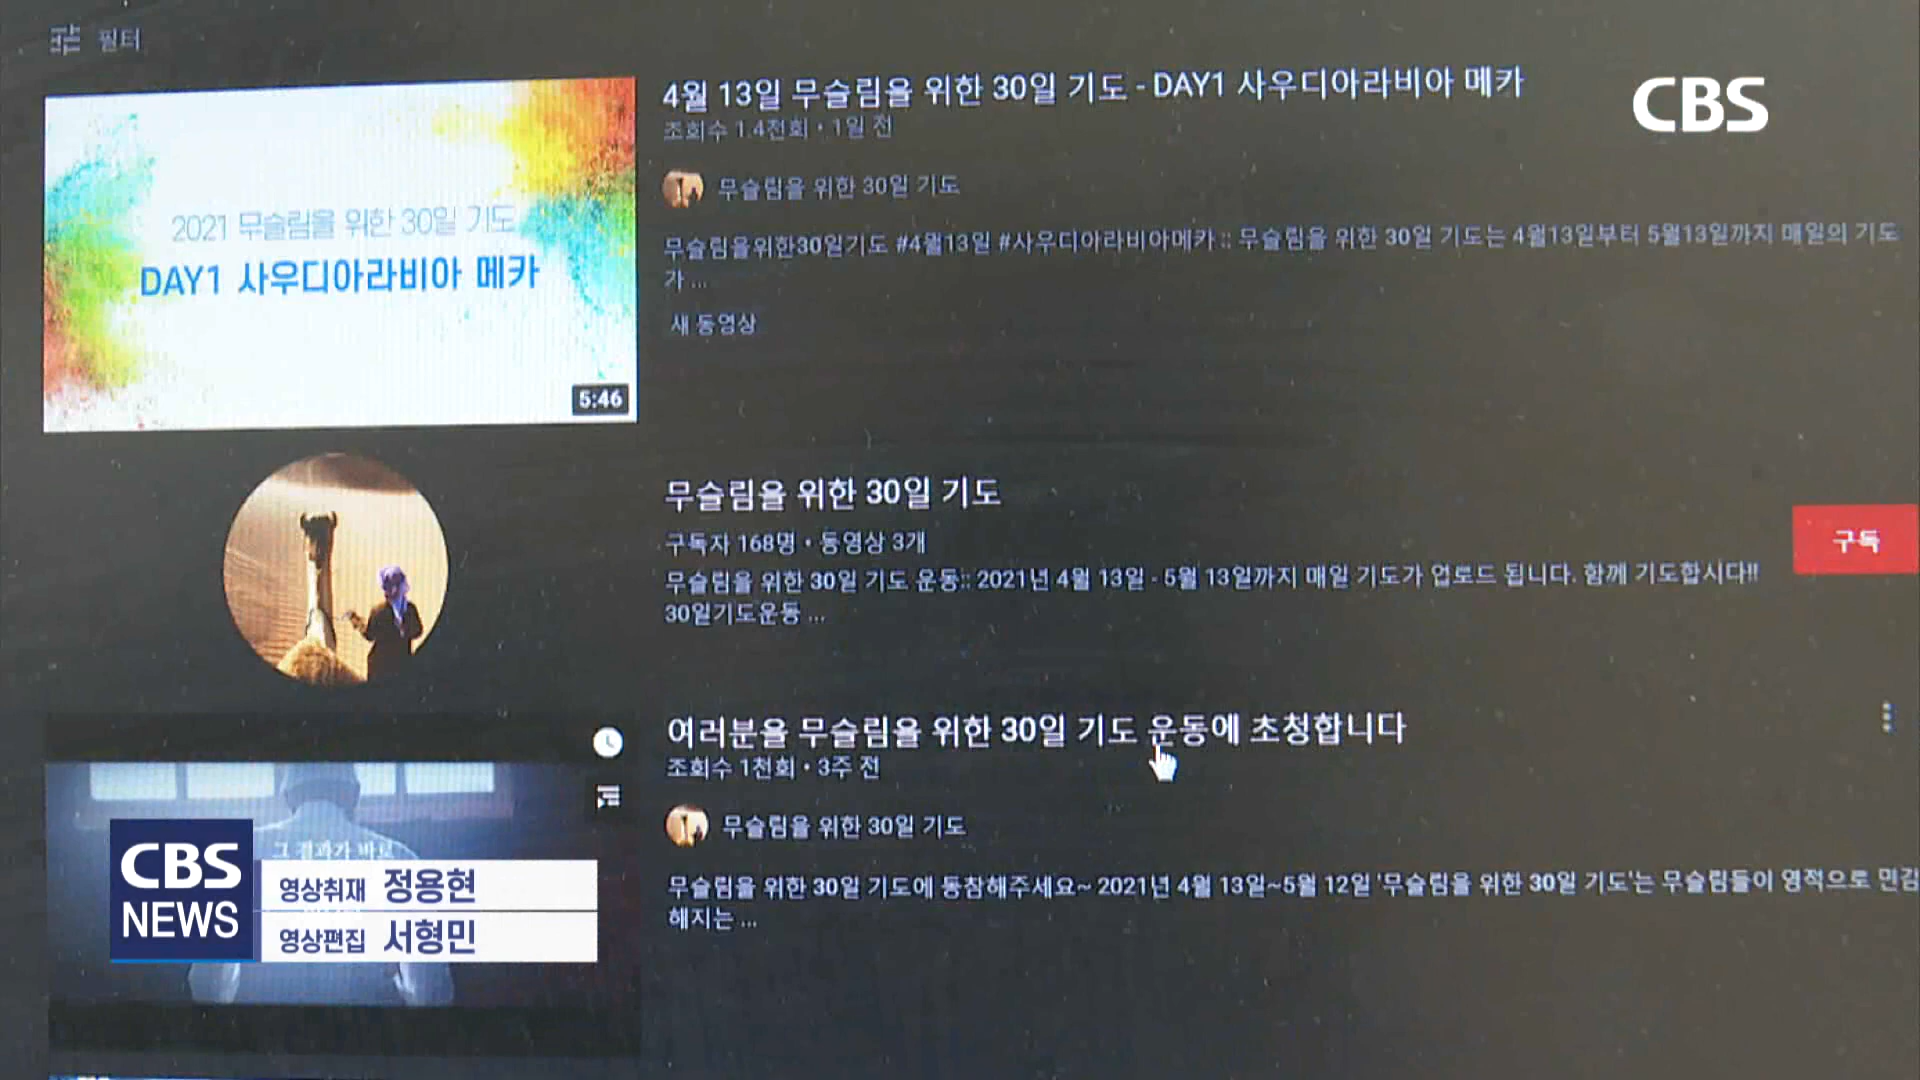 필터
4월 13일 무슬림을 위한 30일 기도 - DAY1 사우디아라비아 메카
조회수 1.4천회 • 1일 전
CBS
무슬림을 위한 30일 기도
2021 무슬림을 위한 30일 기도
DAY1 사우디아라비아 메카
무슬림을위한30일기도 #4월13일 #사우디아라비아메카 :: 무슬림을 위한 30일 기도는 4월13일부터 5월13일까지 매일의 기도
가 ...
새 동영상
5:46
무슬림을 위한 30일 기도
구독자 168명 • 동영상 3개
무슬림을 위한 30일 기도 운동:: 2021년 4월 13일 - 5월 13일까지 매일 기도가 업로드 됩니다. 함께 기도합시다!!
30일기도운동 ...
구독
여러분을 무슬림을 위한 30일 기도 운동에 초청합니다
조회수 1천회 • 3주 전
무슬림을 위한 30일 기도
무슬림을 위한 30일 기도에 동참해주세요~ 2021년 4월 13일~5월 12일 '무슬림을 위한 30일 기도'는 무슬림들이 영적으로 민감
해지는 ...
그 결과가 바로
CBS
NEWS
영상취재 정용현
영상편집 서형민